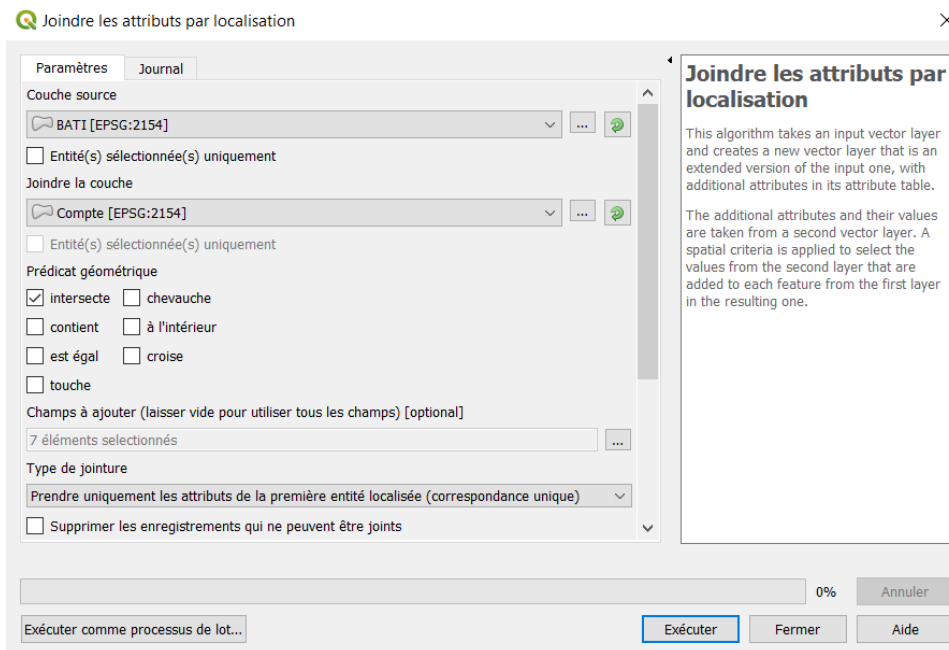 Joindre les attributs par localisation
Paramètres
Journal
Couche source
BATI [EPSG:2154]
...
Entité(s) sélectionnée(s) uniquement
Joindre la couche
Compte [EPSG:2154]
...
Entité(s) sélectionnée(s) uniquement
Prédicat géométrique
intersecte
chevauche
contient
à l'intérieur
est égal
croise
touche
Champs à ajouter (laisser vide pour utiliser tous les champs) [optional]
7 éléments selectionnés
...
Type de jointure
Prendre uniquement les attributs de la première entité localisée (correspondance unique)
Supprimer les enregistrements qui ne peuvent être joints
Joindre les attributs par
localisation
This algorithm takes an input vector layer
and creates a new vector layer that is an
extended version of the input one, with
additional attributes in its attribute table.
The additional attributes and their values
are taken from a second vector layer. A
spatial criteria is applied to select the
values from the second layer that are
added to each feature from the first layer
in the resulting one.
0%
Annuler
Exécuter comme processus de lot...
Exécuter
Fermer
Aide